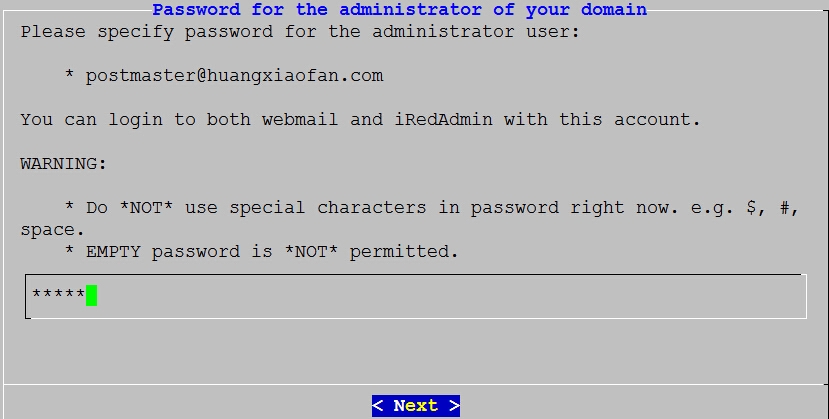 Password for the administrator of your domain
Please specify password for the administrator user:
* postmaster@huangxiaofan.com
You can login to both webmail and iRedAdmin with this account.
WARNING:
* Do *NOT* use special characters in password right now. e.g. $, #,
space.
* EMPTY password is *NOT* permitted.
*****
< Next >